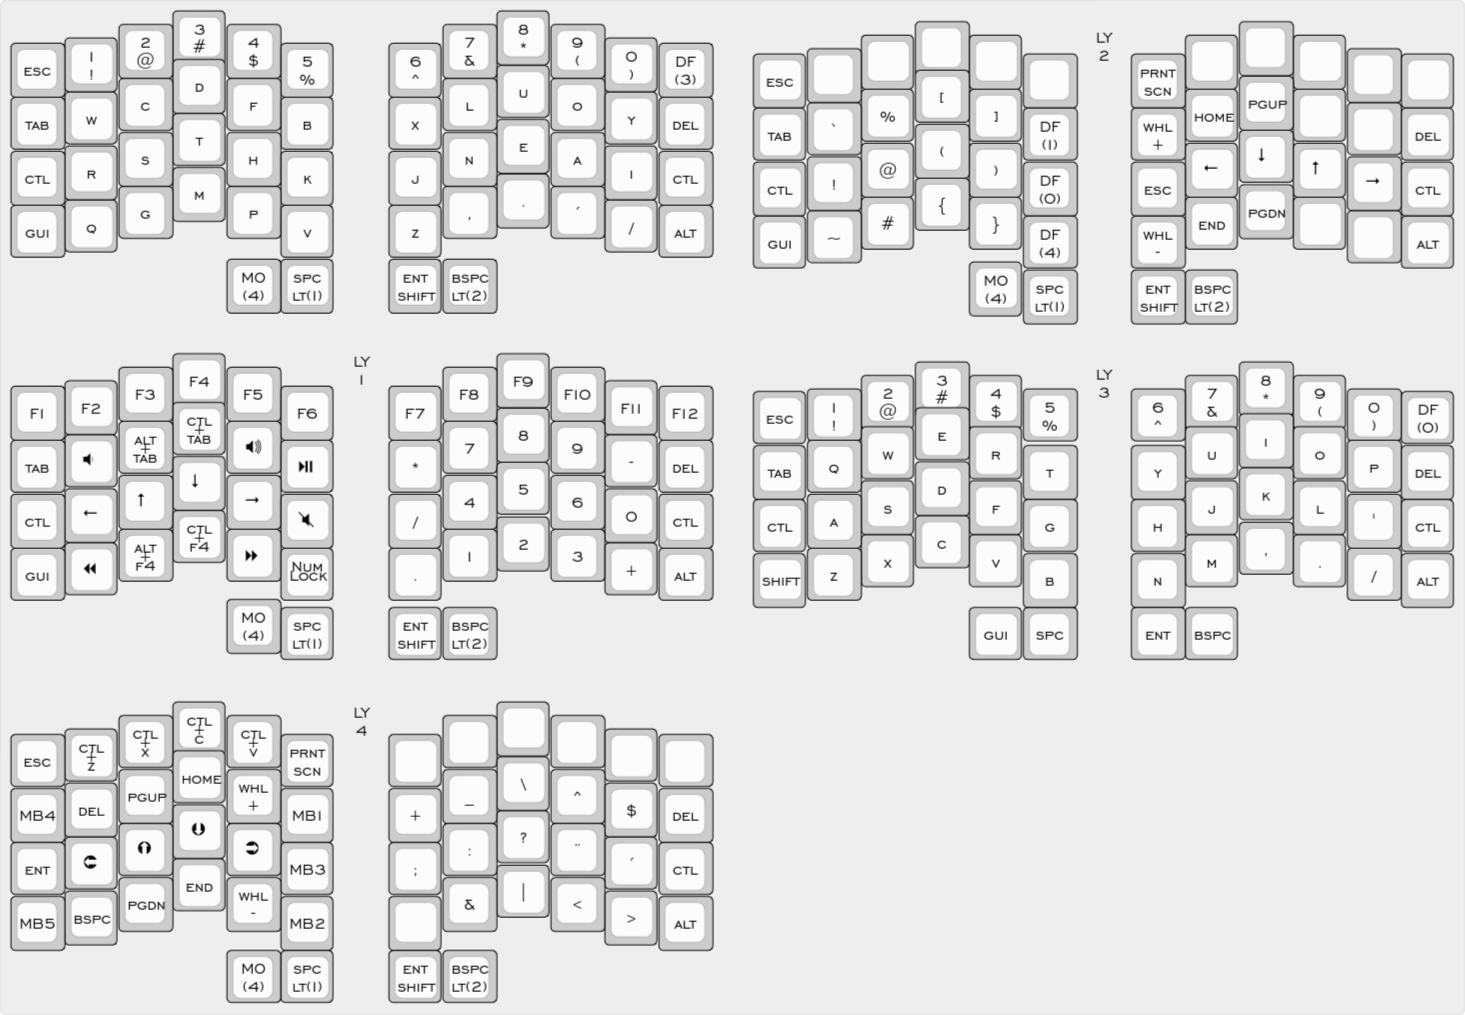 ESC
1
!
2
@
3
#
4
$
5
%
TAB
W
C
D
F
B
CTL
R
S
T
H
K
GUI
Q
G
M
P
V
MO
(4)
SPC
LT(1)
6
^
7
&
8
*
9
(
0
)
DF
(3)
X
L
U
O
Y
DEL
J
N
E
A
I
CTL
Z
,
.
´
/
ALT
ENT
SHIFT
BSPC
LT(2)
LY
2
ESC
TAB
`
%
[
]
DF
(1)
CTL
!
@
(
)
DF
(0)
GUI
~
#
{
}
DF
(4)
MO
(4)
SPC
LT(1)
PRNT
SCN
WHL
+
HOME
PGUP
DEL
ESC
←
↓
↑
→
CTL
WHL
-
END
PGDN
ALT
ENT
SHIFT
BSPC
LT(2)
LY
1
F1
F2
F3
F4
F5
F6
TAB
ALT
+
TAB
CTL
+
TAB
CTL
←
↑
↓
→
GUI
ALT
+
F4
CTL
+
F4
NUM
LOCK
MO
(4)
SPC
LT(1)
F7
F8
F9
F10
F11
F12
*
7
8
9
-
DEL
/
4
5
6
0
CTL
.
1
2
3
+
ALT
ENT
SHIFT
BSPC
LT(2)
LY
3
ESC
1
!
2
@
3
#
4
$
5
%
TAB
Q
W
E
R
T
CTL
A
S
D
F
G
SHIFT
Z
X
C
V
B
GUI
SPC
6
^
7
&
8
*
9
(
0
)
DF
(0)
Y
U
I
O
P
DEL
H
J
K
L
'
CTL
N
M
,
.
/
ALT
ENT
BSPC
LY
4
ESC
CTL
+
Z
CTL
+
X
CTL
+
C
CTL
+
V
PRNT
SCN
MB4
DEL
PGUP
HOME
WHL
+
MB1
ENT
MB3
MB5
BSPC
PGDN
END
WHL
-
MB2
MO
(4)
SPC
LT(1)
+
_
\
^
$
DEL
;
:
?
¨
´
CTL
&
|
<
>
ALT
ENT
SHIFT
BSPC
LT(2)